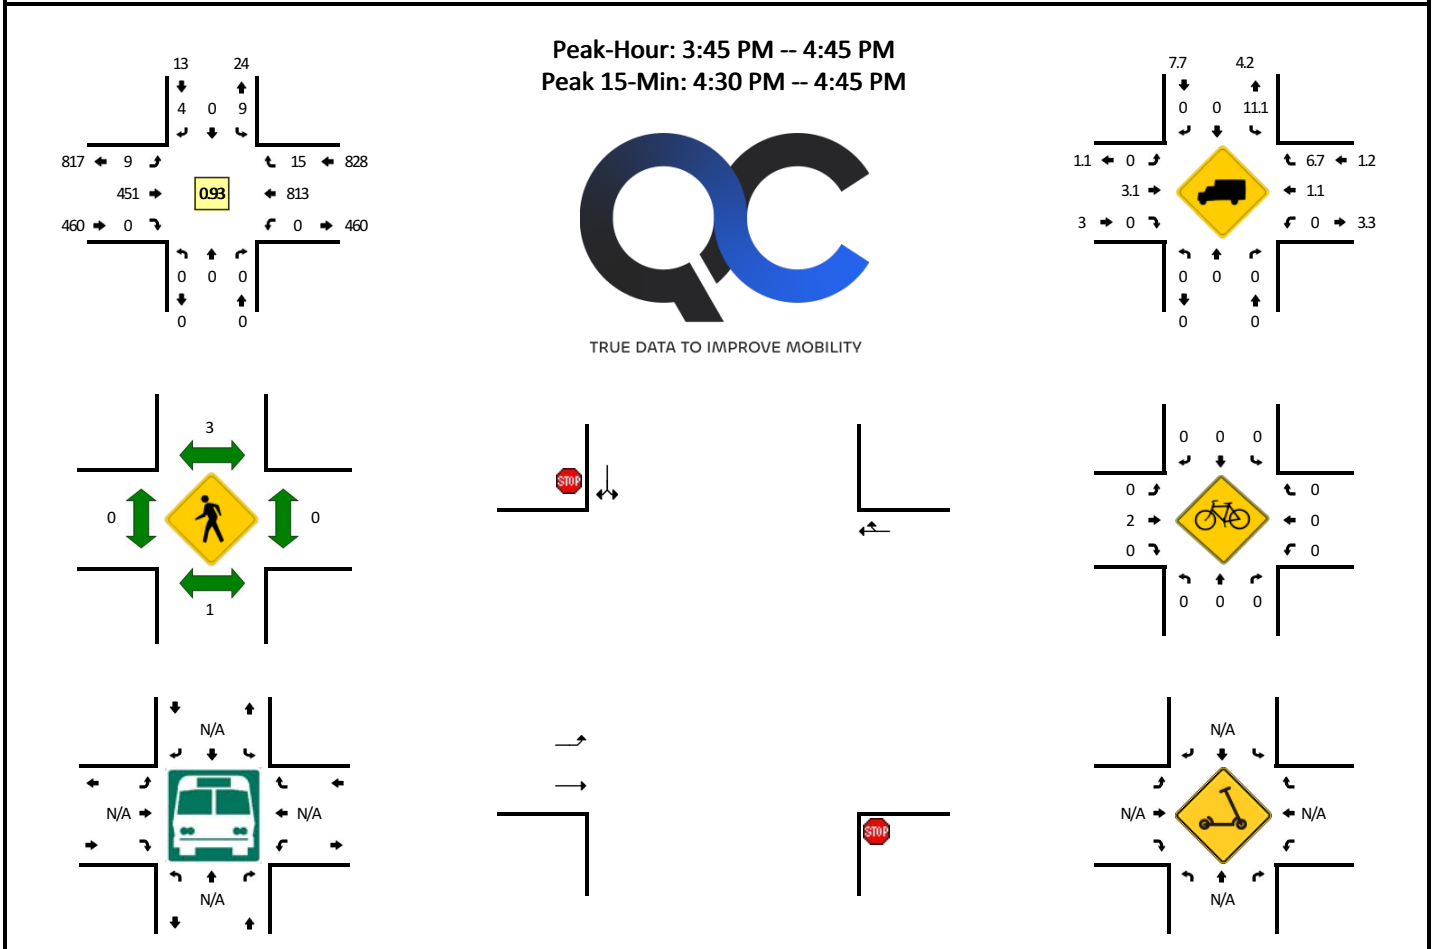 Peak-Hour: 3:45 PM -- 4:45 PM
Peak 15-Min: 4:30 PM -- 4:45 PM
13 24
4 0 9
817 9 15 828
451 0.93 813
460 0 0 460
0 0 0
0 0
QC
TRUE DATA TO IMPROVE MOBILITY
7.7 4.2
0 0 11.1
1.1 0 6.7 1.2
3.1 1.1
3 0 0 3.3
0 0 0
0 0
3
0 0
1
STOP
STOP
0 0 0
0 0
2 0
0 0
0 0 0
N/A
N/A N/A
N/A
N/A
N/A N/A
N/A